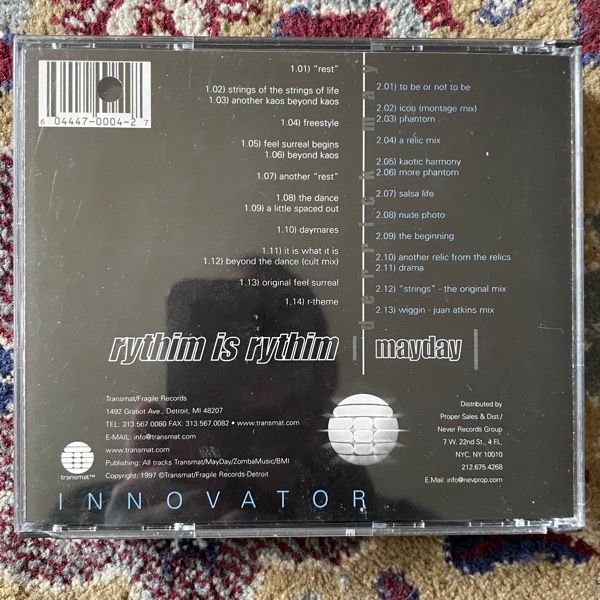 6 04447-0004-2 7
1.01) "rest"
1.02) strings of the strings of life
1.03) another kaos beyond kaos
1.04) freestyle
1.05) feel surreal begins
1.06) beyond kaos
1.07) another "rest"
1.08) the dance
1.09) a little spaced out
1.10) daymares
1.11) it is what it is
1.12) beyond the dance (cult mix)
1.13) original feel surreal
1.14) r-theme
derrick may
2.01) to be or not to be
2.02) icon (montage mix)
2.03) phantom
2.04) a relic mix
2.05) kaotic harmony
2.06) more phantom
2.07) salsa life
2.08) nude photo
2.09) the beginning
2.10) another relic from the relics
2.11) drama
2.12) "strings" - the original mix
2.13) wiggin - juan atkins mix
rythim is rythim | mayday |
Transmat/Fragile Records
1492 Gratiot Ave., Detroit, MI 48207
TEL: 313.567.0080 FAX: 313.567.0082 • www.transmat.com
E-MAIL: info@transmat.com
www.transmat.com
Publishing: All tracks Transmat/MayDay/ZombaMusic/BMI
Copyright: 1997 ©Transmat/Fragile Records-Detroit
transmat™
Distributed by
Proper Sales & Dist./
Never Records Group
7 W. 22nd St., 4 FL,
NYC, NY 10010
212.675.4268
E.Mail: info@nevprop.com
INNOVATOR